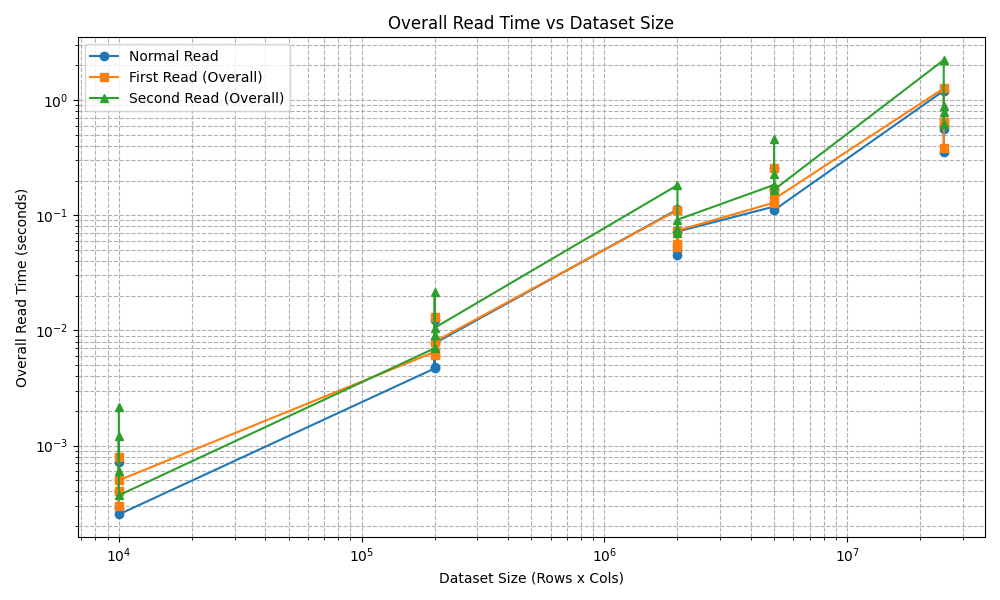 Overall Read Time vs Dataset Size
Normal Read
First Read (Overall)
Second Read (Overall)
Overall Read Time (seconds)
10⁰
10⁻¹
10⁻²
10⁻³
10⁴
10⁵
10⁶
10⁷
Dataset Size (Rows x Cols)